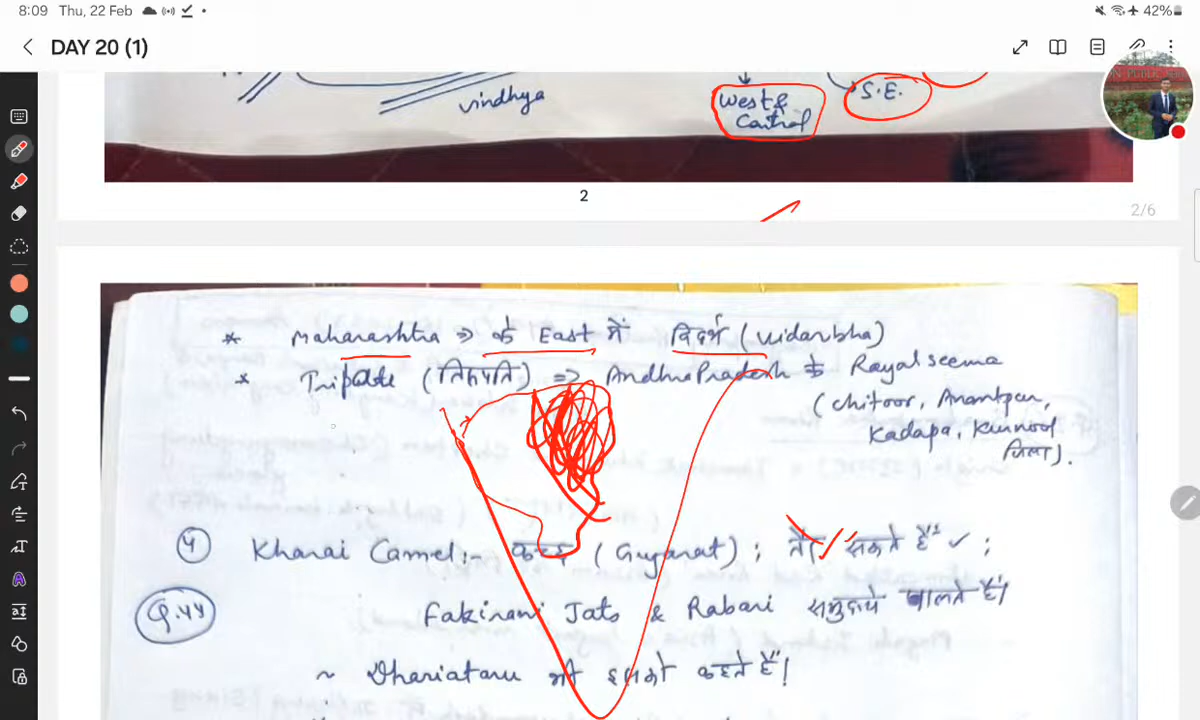 8:09 Thu, 22 Feb
42%
DAY 20 (1)
vindhya
West &
Central
S.E.
2
2/6
* Maharashtra ⇒ के East में विदर्भ (Vidarbha)
* (तिरुपति) ⇒ Andhra Pradesh के Rayalseema
(Chitoor, Anantpur,
Kadapa, Kurnool
जिला).
Kharai Camel:- कच्छ (Gujarat); तैर सकते हैं ✓ ;
Q.44
Fakirani Jats & Rabari समुदाय पालते हैं।
~ Dhariataru भी इसको कहते हैं।